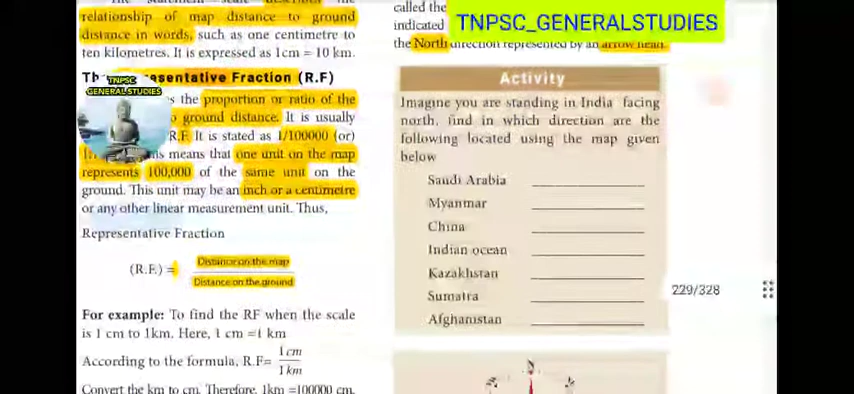 relationship of map distance to ground
distance in words, such as one centimetre to
ten kilometres. It is expressed as 1cm = 10 km.
esentative Fraction (R.F)
TNPSC
GENERAL STUDIES
s the proportion or ratio of the
ground distance. It is usually
R.F. It is stated as 1/100000 (or)
means that one unit on the map
represents 100,000 of the same unit on the
ground. This unit may be an inch or a centimetre
or any other linear measurement unit. Thus,
Representative Fraction
(R.F.) =
Distance on the map
Distance on the ground
For example: To find the RF when the scale
is 1 cm to 1km. Here, 1 cm =1 km
According to the formula, R.F=
1 cm
1 km
Convert the km to cm. Therefore, 1km =100000 cm.
called the
indicated
TNPSC_GENERALSTUDIES
the North direction represented by an arrow head.
Activity
Imagine you are standing in India facing
north, find in which direction are the
following located using the map given
below
Saudi Arabia
Myanmar
China
Indian ocean
Kazakhstan
Sumatra
Afghanistan
229/328